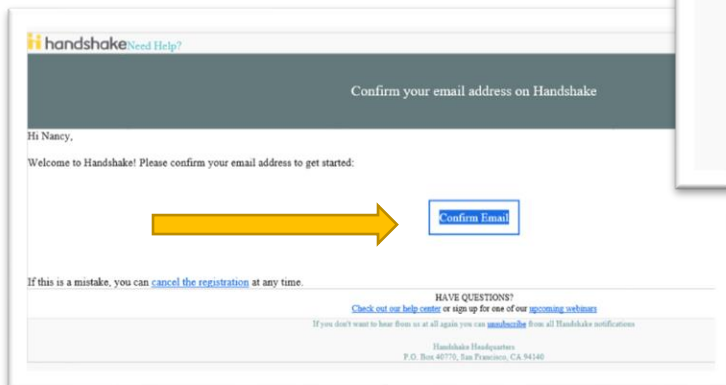 handshake Need Help?
Confirm your email address on Handshake
Hi Nancy,
Welcome to Handshake! Please confirm your email address to get started:
Confirm Email
If this is a mistake, you can cancel the registration at any time.
HAVE QUESTIONS?
Check out our help center or sign up for one of our upcoming webinars
If you don't want to hear from us at all again you can unsubscribe from all Handshake notifications
Handshake Headquarters
P.O. Box 40770, San Francisco, CA 94140